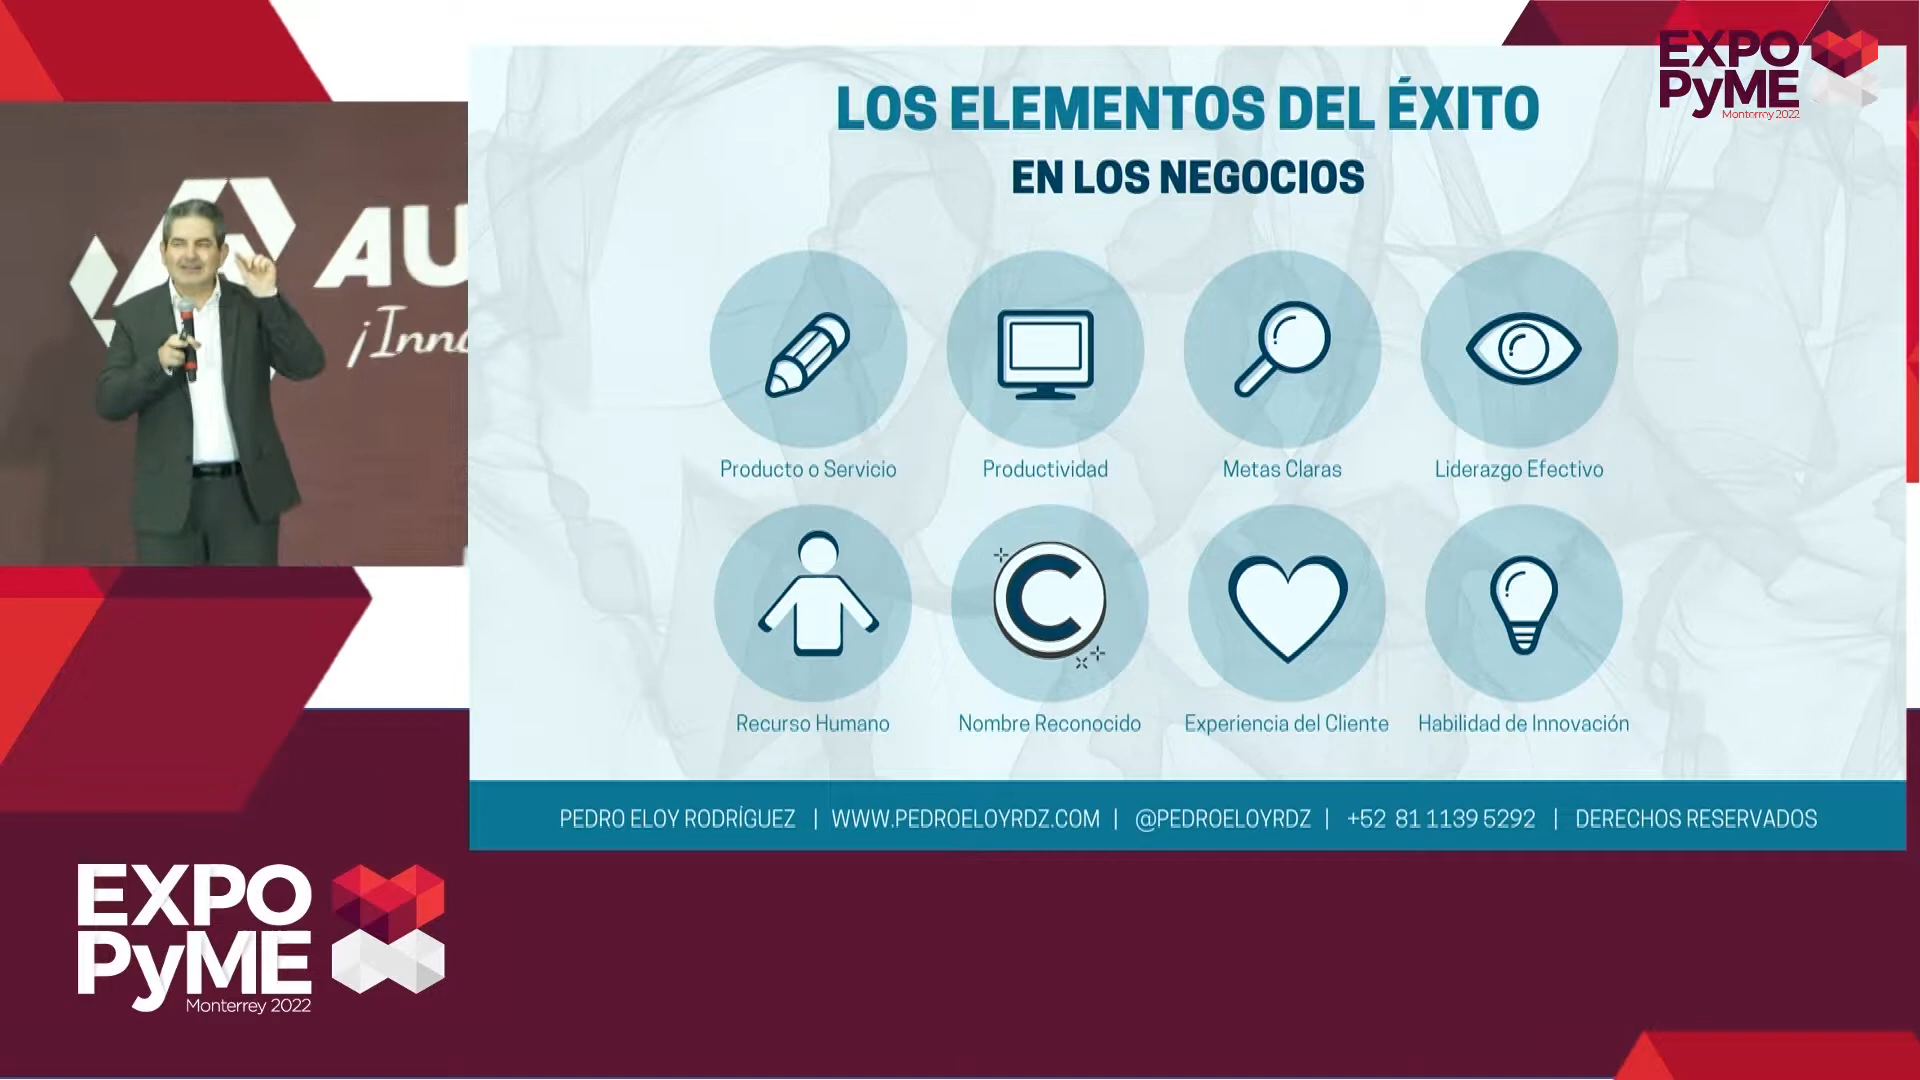 EXPO
PyME
Monterrey 2022
LOS ELEMENTOS DEL ÉXITO
EN LOS NEGOCIOS
AU
¡Inno
Producto o Servicio
Productividad
Metas Claras
Liderazgo Efectivo
C
Recurso Humano
Nombre Reconocido
Experiencia del Cliente
Habilidad de Innovación
PEDRO ELOY RODRÍGUEZ | WWW.PEDROELOYRDZ.COM | @PEDROELOYRDZ | +52 81 1139 5292 | DERECHOS RESERVADOS
EXPO
PyME
Monterrey 2022